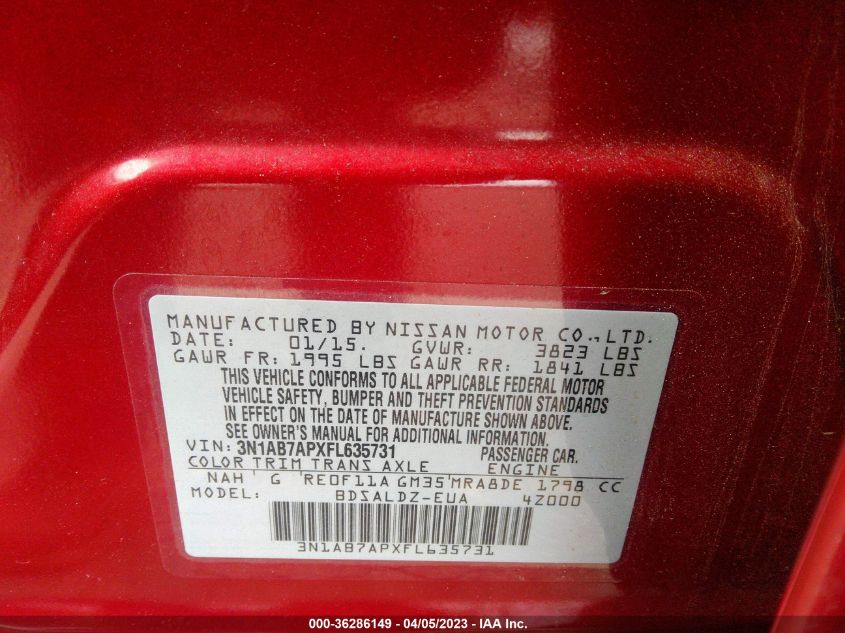 MANUFACTURED BY NISSAN MOTOR CO.,LTD.
DATE: 01/15. GVWR: 3823 LBS
GAWR FR: 1995 LBS GAWR RR: 1841 LBS
THIS VEHICLE CONFORMS TO ALL APPLICABLE FEDERAL MOTOR
VEHICLE SAFETY, BUMPER AND THEFT PREVENTION STANDARDS
IN EFFECT ON THE DATE OF MANUFACTURE SHOWN ABOVE.
SEE OWNER'S MANUAL FOR ADDITIONAL INFORMATION.
VIN: 3N1AB7APXFL635731 PASSENGER CAR.
COLOR TRIM TRANS AXLE ENGINE
NAH G RE0F11A GM35 MRA8DE 1798 CC
MODEL: BDSALDZ-EUA 4Z000
3N1AB7APXFL635731
000-36286149 - 04/05/2023 - IAA Inc.